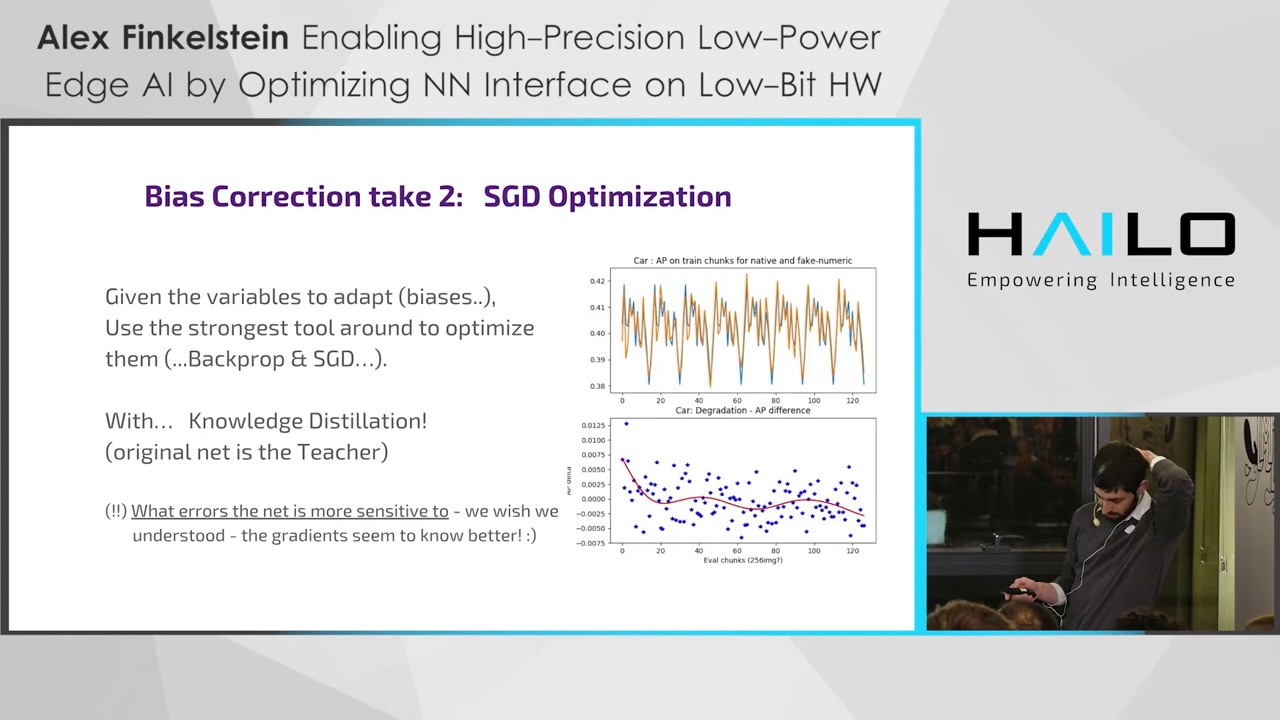 Alex Finkelstein Enabling High-Precision Low-Power
Edge AI by Optimizing NN Interface on Low-Bit HW
Bias Correction take 2: SGD Optimization
Given the variables to adapt (biases..),
Use the strongest tool around to optimize
them (...Backprop & SGD...).
With... Knowledge Distillation!
(original net is the Teacher)
(!!) What errors the net is more sensitive to - we wish we
understood - the gradients seem to know better! :)
Car : AP on train chunks for native and fake-numeric
0.42
0.41
0.40
0.39
0.38
0 20 40 60 80 100 120
Car: Degradation - AP difference
0.0125
0.0100
0.0075
0.0050
0.0025
0.0000
−0.0025
−0.0050
−0.0075
AP delta
0 20 40 60 80 100 120
Eval chunks (256img?)
HAILO
Empowering Intelligence